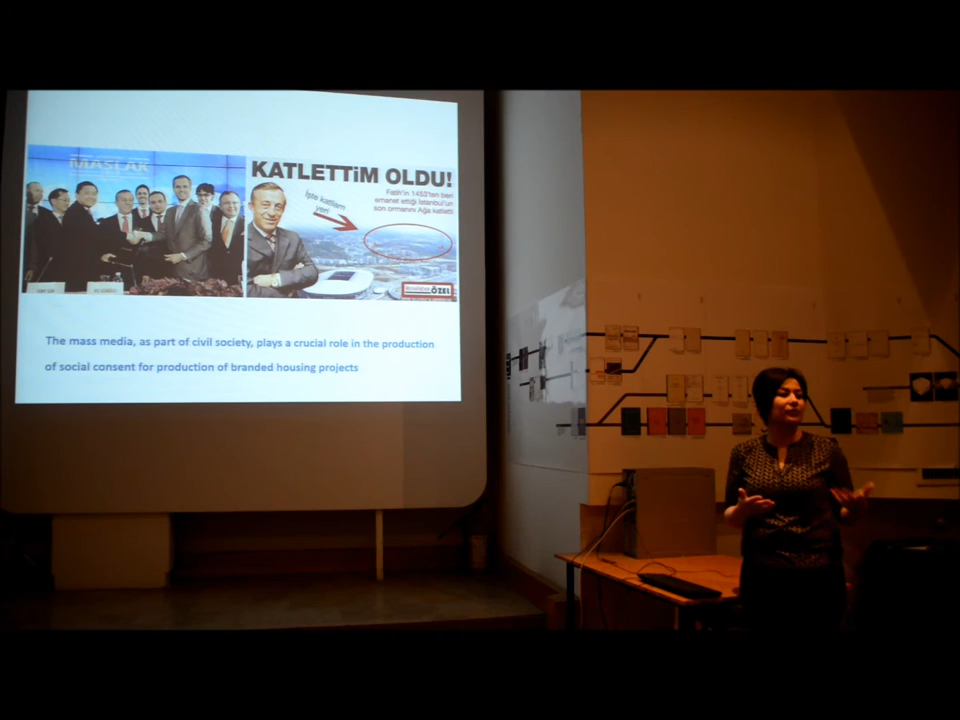 MASLAK
KATLETTİM OLDU!
İşte katliam
yeri
Fatih'in 1453'ten beri
emanet ettiği İstanbul'un
son ormanını Ağa katletti
ÖZEL
The mass media, as part of civil society, plays a crucial role in the production
of social consent for production of branded housing projects